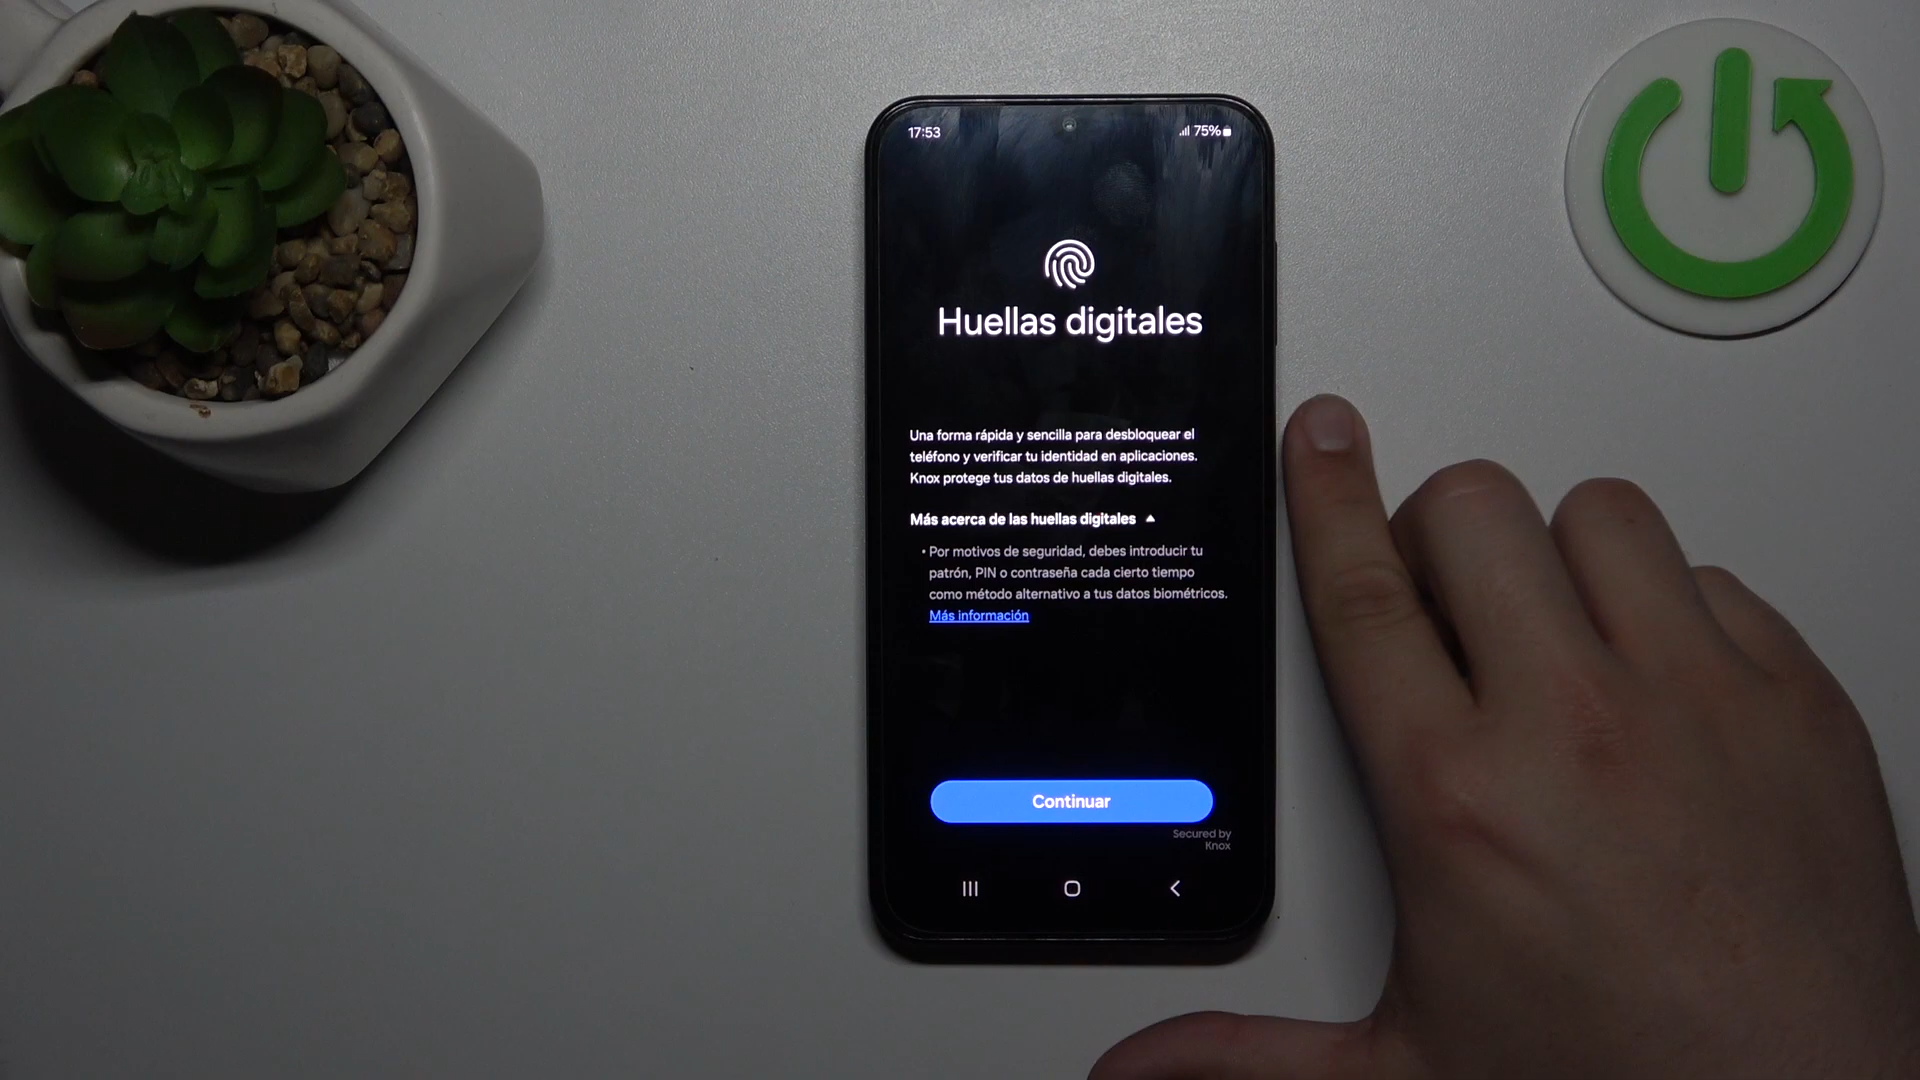 17:53
75%
Huellas digitales
Una forma rápida y sencilla para desbloquear el
teléfono y verificar tu identidad en aplicaciones.
Knox protege tus datos de huellas digitales.
Más acerca de las huellas digitales
• Por motivos de seguridad, debes introducir tu
patrón, PIN o contraseña cada cierto tiempo
como método alternativo a tus datos biométricos.
Más información
Continuar
Secured by
Knox